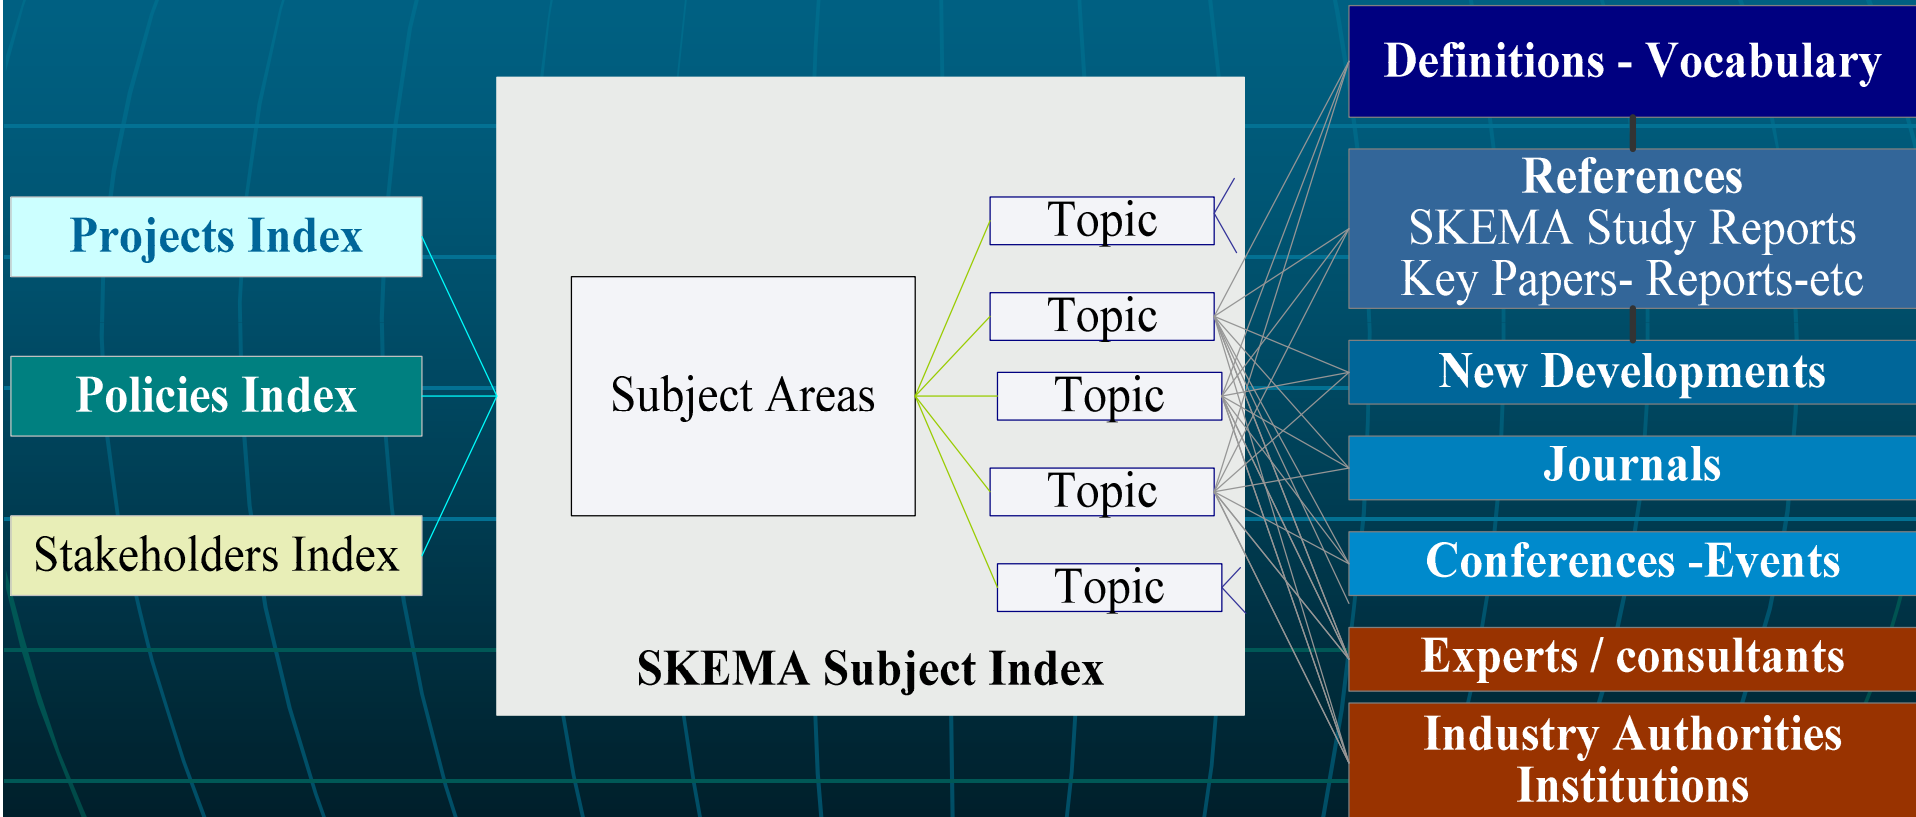 Projects Index
Policies Index
Stakeholders Index
Subject Areas
Topic
Topic
Topic
Topic
Topic
SKEMA Subject Index
Definitions - Vocabulary
References
SKEMA Study Reports
Key Papers- Reports-etc
New Developments
Journals
Conferences -Events
Experts / consultants
Industry Authorities
Institutions